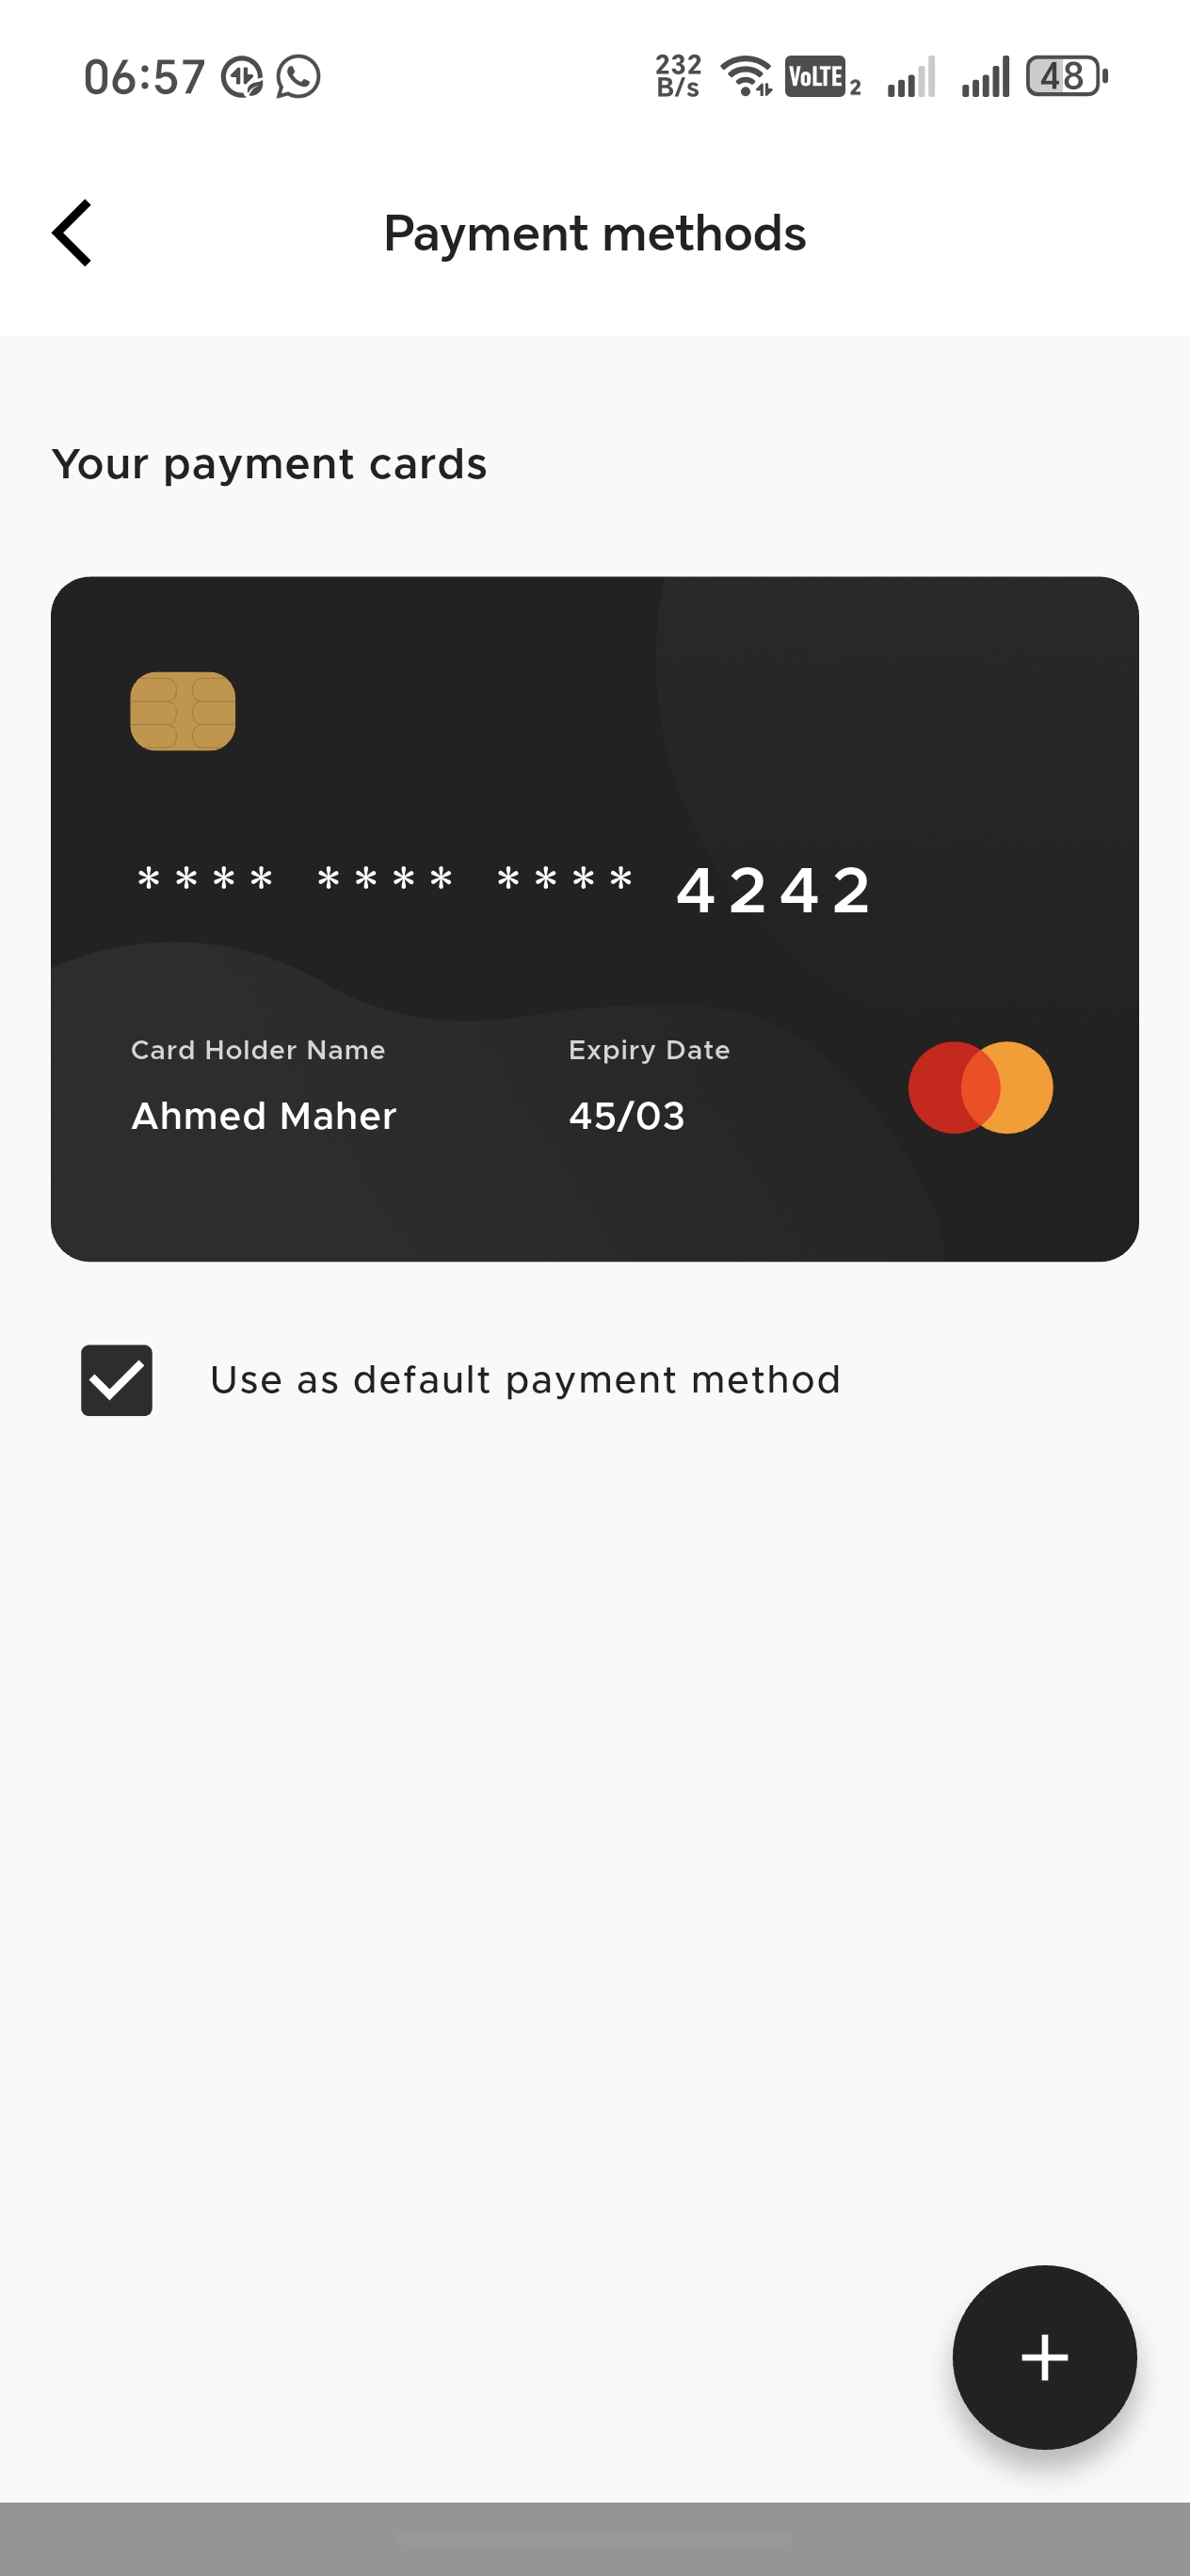 06:57 232 B/s VoLTE 2 48
Payment methods
Your payment cards
**** **** **** 4242
Card Holder Name Expiry Date
Ahmed Maher 45/03
Use as default payment method
+